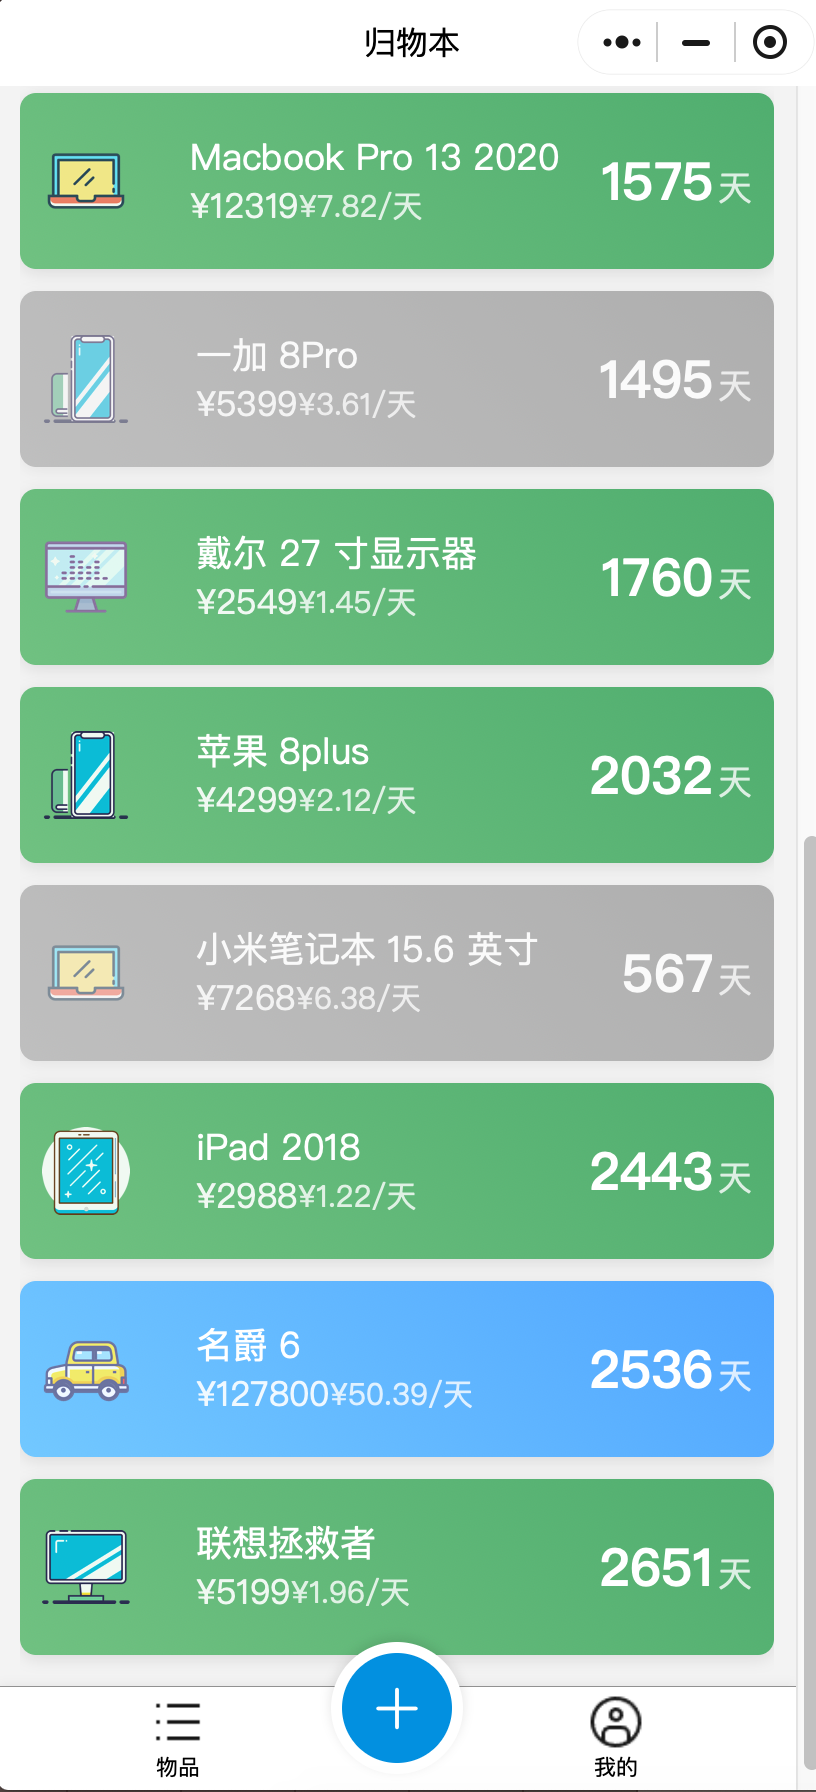 归物本
Macbook Pro 13 2020
¥12319¥7.82/天
1575天
一加 8Pro
¥5399¥3.61/天
1495天
戴尔 27 寸显示器
¥2549¥1.45/天
1760天
苹果 8plus
¥4299¥2.12/天
2032天
小米笔记本 15.6 英寸
¥7268¥6.38/天
567天
iPad 2018
¥2988¥1.22/天
2443天
名爵 6
¥127800¥50.39/天
2536天
联想拯救者
¥5199¥1.96/天
2651天
物品
我的